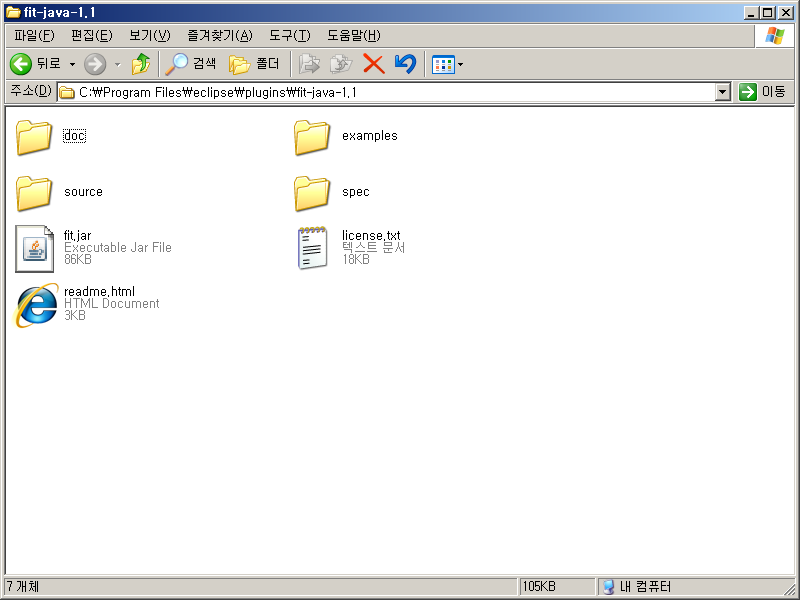 fit-java-1.1
파일(F) 편집(E) 보기(V) 즐겨찾기(A) 도구(T) 도움말(H)
뒤로 검색 폴더
주소(D) C:₩Program Files₩eclipse₩plugins₩fit-java-1.1 이동
doc examples
source spec
fit.jar
Executable Jar File
86KB
license.txt
텍스트 문서
18KB
readme.html
HTML Document
3KB
7 개체 105KB 내 컴퓨터